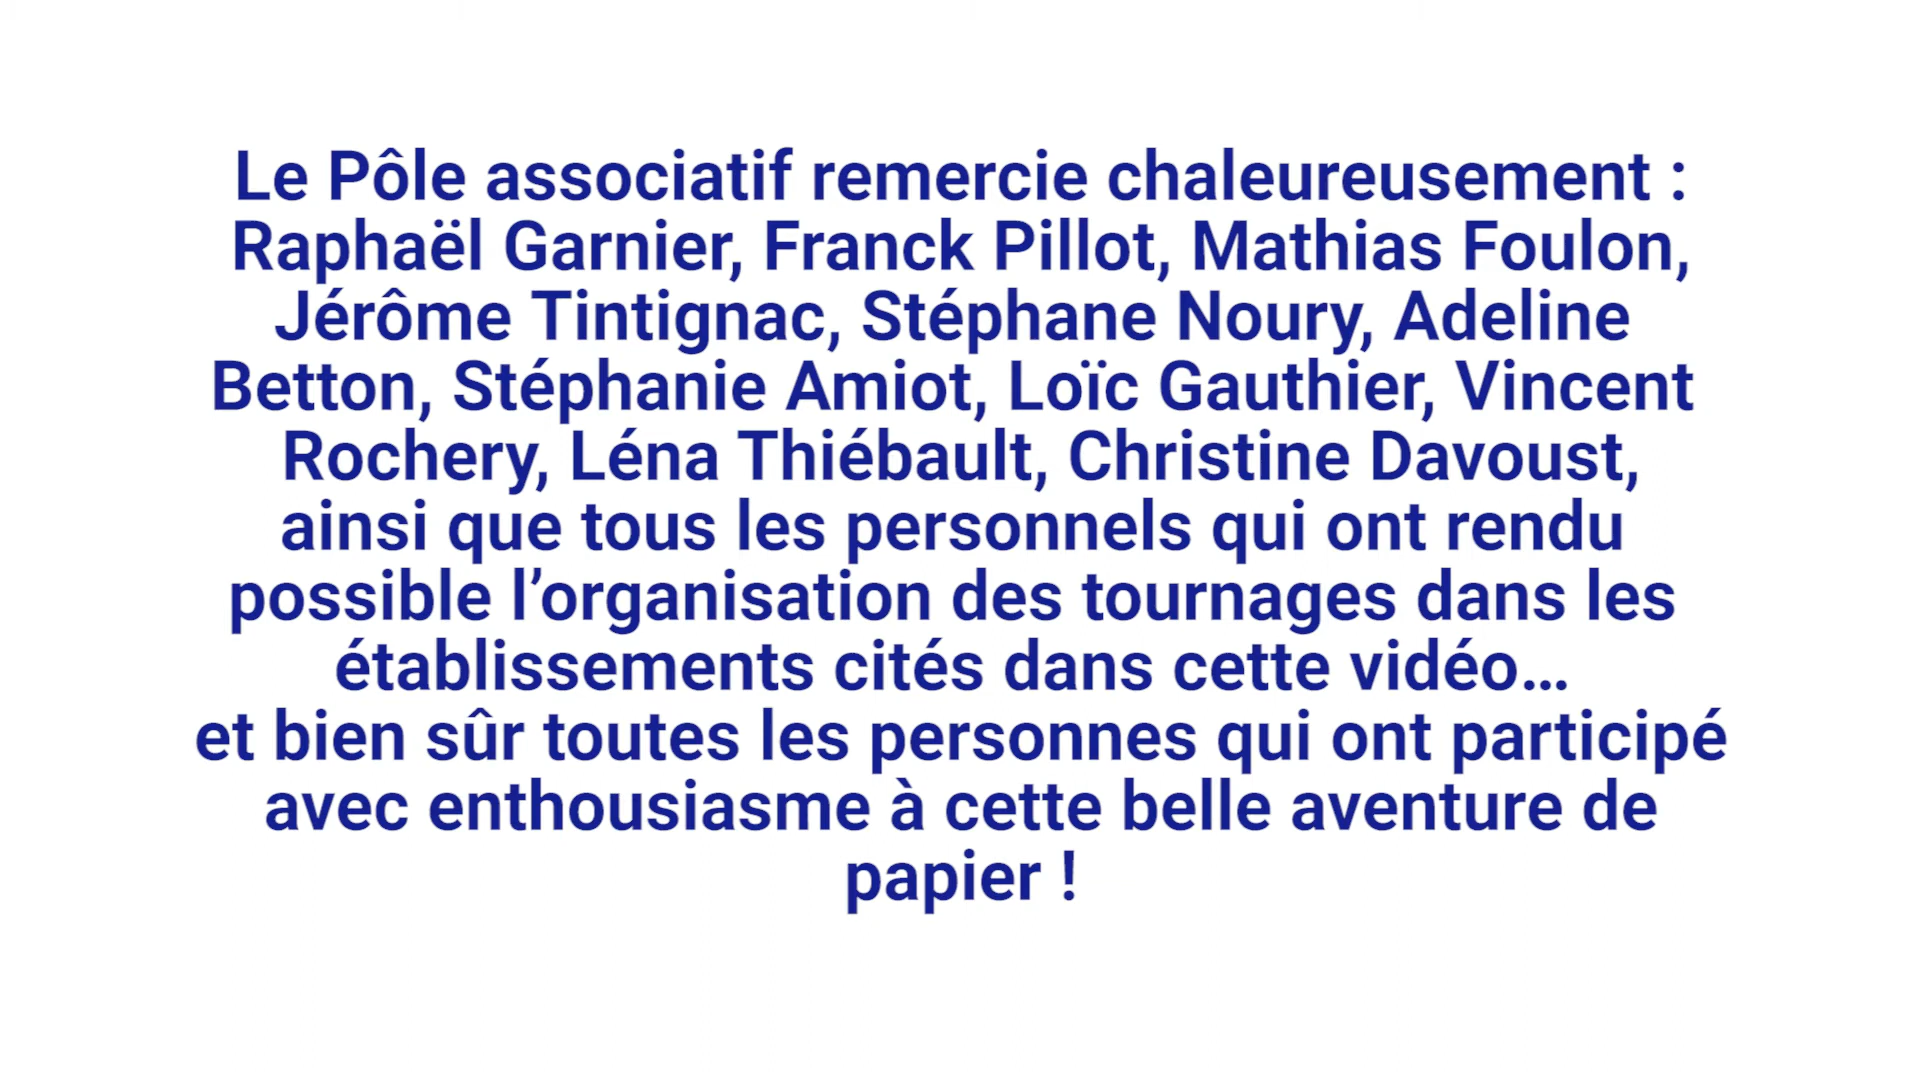 Le Pôle associatif remercie chaleureusement :
Raphaël Garnier, Franck Pillot, Mathias Foulon,
Jérôme Tintignac, Stéphane Noury, Adeline
Betton, Stéphanie Amiot, Loïc Gauthier, Vincent
Rochery, Léna Thiébault, Christine Davoust,
ainsi que tous les personnels qui ont rendu
possible l’organisation des tournages dans les
établissements cités dans cette vidéo…
et bien sûr toutes les personnes qui ont participé
avec enthousiasme à cette belle aventure de
papier !